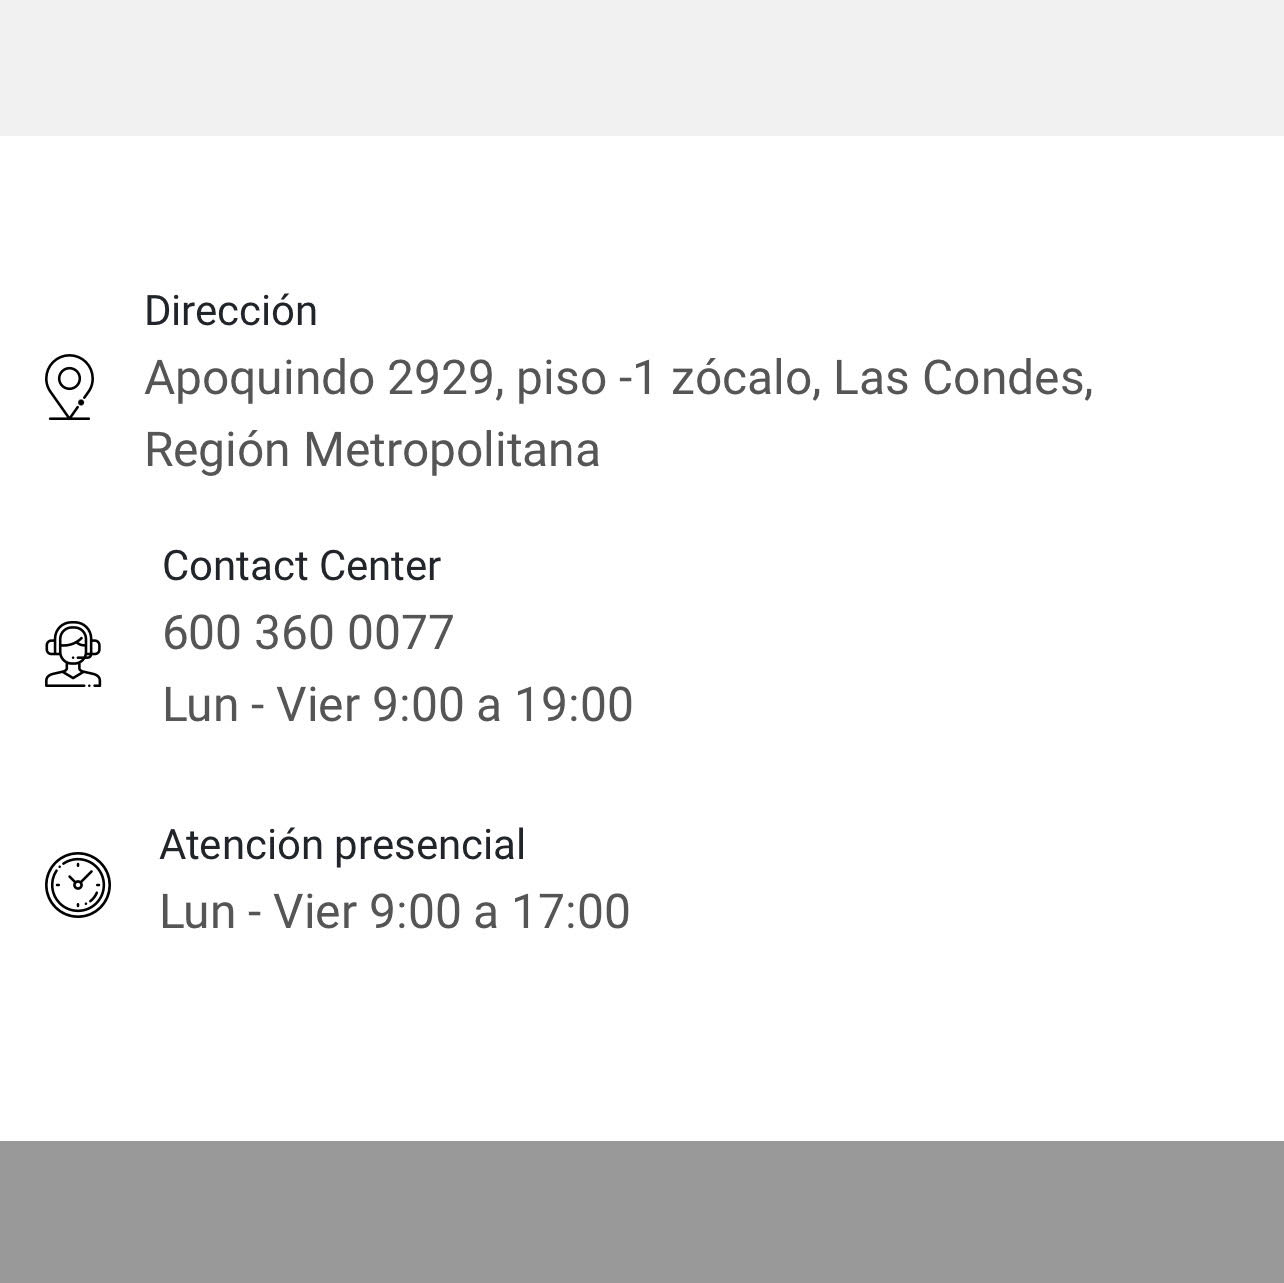 Dirección
Apoquindo 2929, piso -1 zócalo, Las Condes,
Región Metropolitana
Contact Center
600 360 0077
Lun - Vier 9:00 a 19:00
Atención presencial
Lun - Vier 9:00 a 17:00